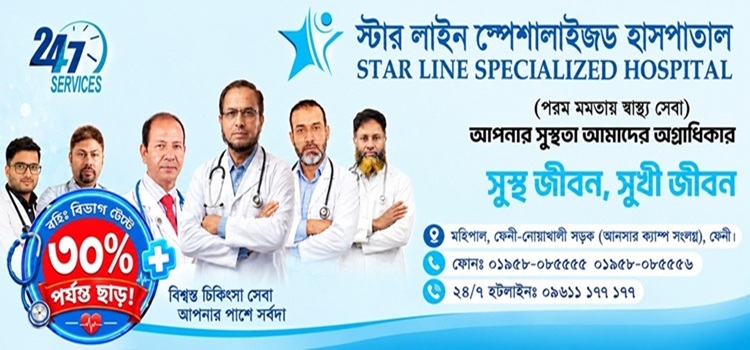 24/7
SERVICES
স্টার লাইন স্পেশালাইজড হাসপাতাল
STAR LINE SPECIALIZED HOSPITAL
(পরম মমতায় স্বাস্থ্য সেবা)
আপনার সুস্থতা আমাদের অগ্রাধিকার
সুস্থ জীবন, সুখী জীবন
বহিঃ বিভাগ টেস্টে
৩০%
পর্যন্ত ছাড়!
বিশ্বস্ত চিকিৎসা সেবা
আপনার পাশে সর্বদা
মহিপাল, ফেনী-নোয়াখালী সড়ক (আনসার ক্যাম্প সংলগ্ন), ফেনী।
ফোনঃ ০১৯৫৮-০৮৫৫৫৫ ০১৯৫৮-০৮৫৫৫৬
২৪/৭ হটলাইনঃ ০৯৬১১ ১৭৭ ১৭৭